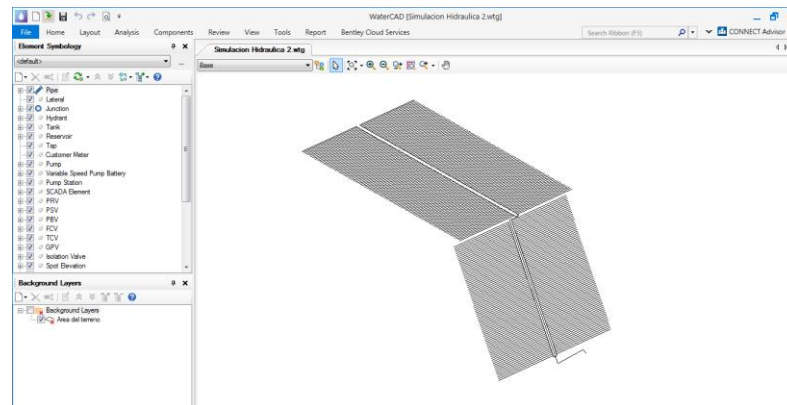 WaterCAD [Simulacion Hidraulica 2.wtg]
File Home Layout Analysis Components Review View Tools Report Bentley Cloud Services Search Ribbon (F3) CONNECT Advisor
Element Symbology
<default>
Pipe
Lateral
Junction
Hydrant
Tank
Reservoir
Tap
Customer Meter
Pump
Variable Speed Pump Battery
Pump Station
SCADA Element
PRV
PSV
PBV
FCV
TCV
GPV
Isolation Valve
Spot Elevation
Background Layers
Background Layers
Area del terreno
Simulacion Hidraulica 2.wtg
Base